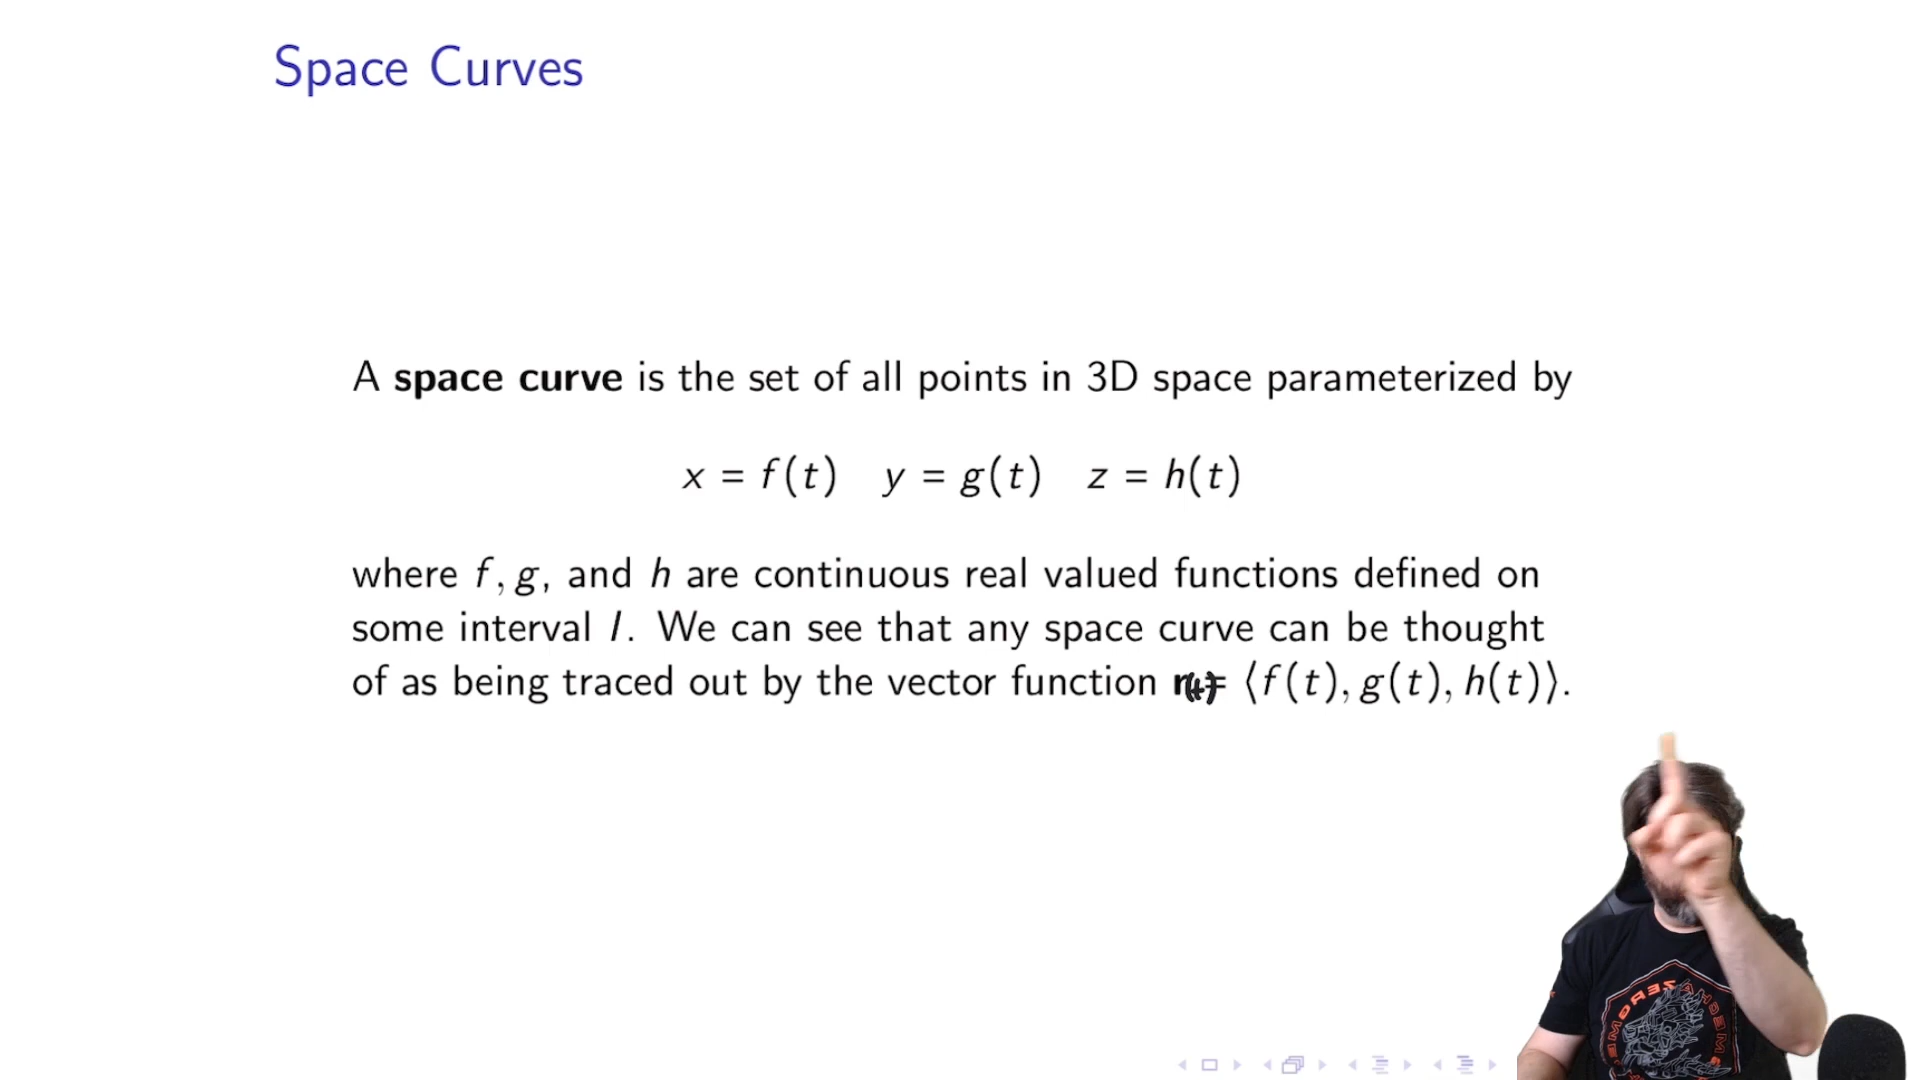 Space Curves
A space curve is the set of all points in 3D space parameterized by
x = f(t) y = g(t) z = h(t)
where f, g, and h are continuous real valued functions defined on
some interval I. We can see that any space curve can be thought
of as being traced out by the vector function r(t) = ⟨f(t), g(t), h(t)⟩.
ZERO